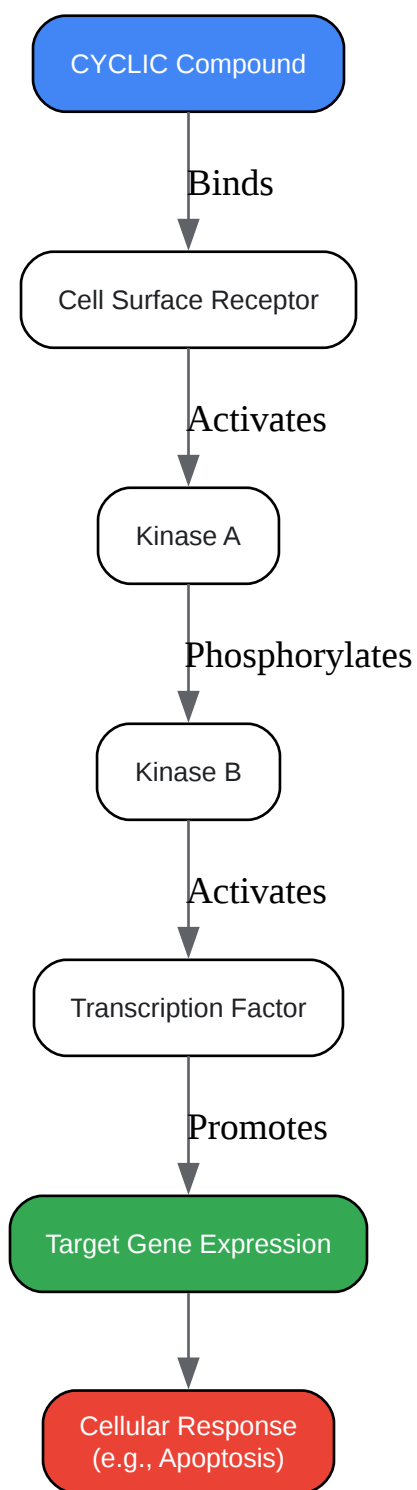 CYCLIC Compound
Binds
Cell Surface Receptor
Activates
Kinase A
Phosphorylates
Kinase B
Activates
Transcription Factor
Promotes
Target Gene Expression
Cellular Response
(e.g., Apoptosis)